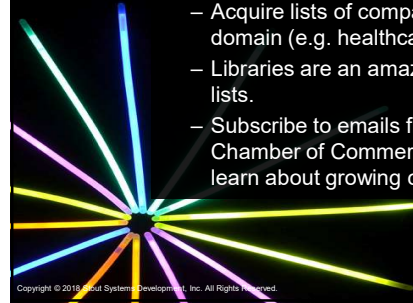 – Acquire lists of compa
domain (e.g. healthca
– Libraries are an amaz
lists.
– Subscribe to emails f
Chamber of Commer
learn about growing c
Copyright © 2018 Stout Systems Development, Inc. All Rights Reserved.